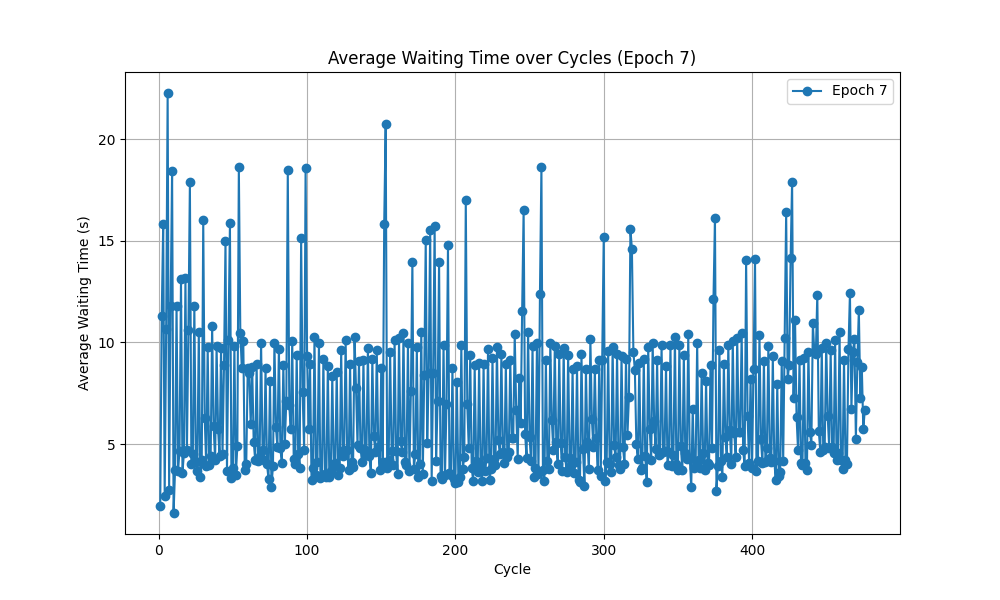 Average Waiting Time over Cycles (Epoch 7)
Epoch 7
Average Waiting Time (s)
20
15
10
5
0 100 200 300 400
Cycle